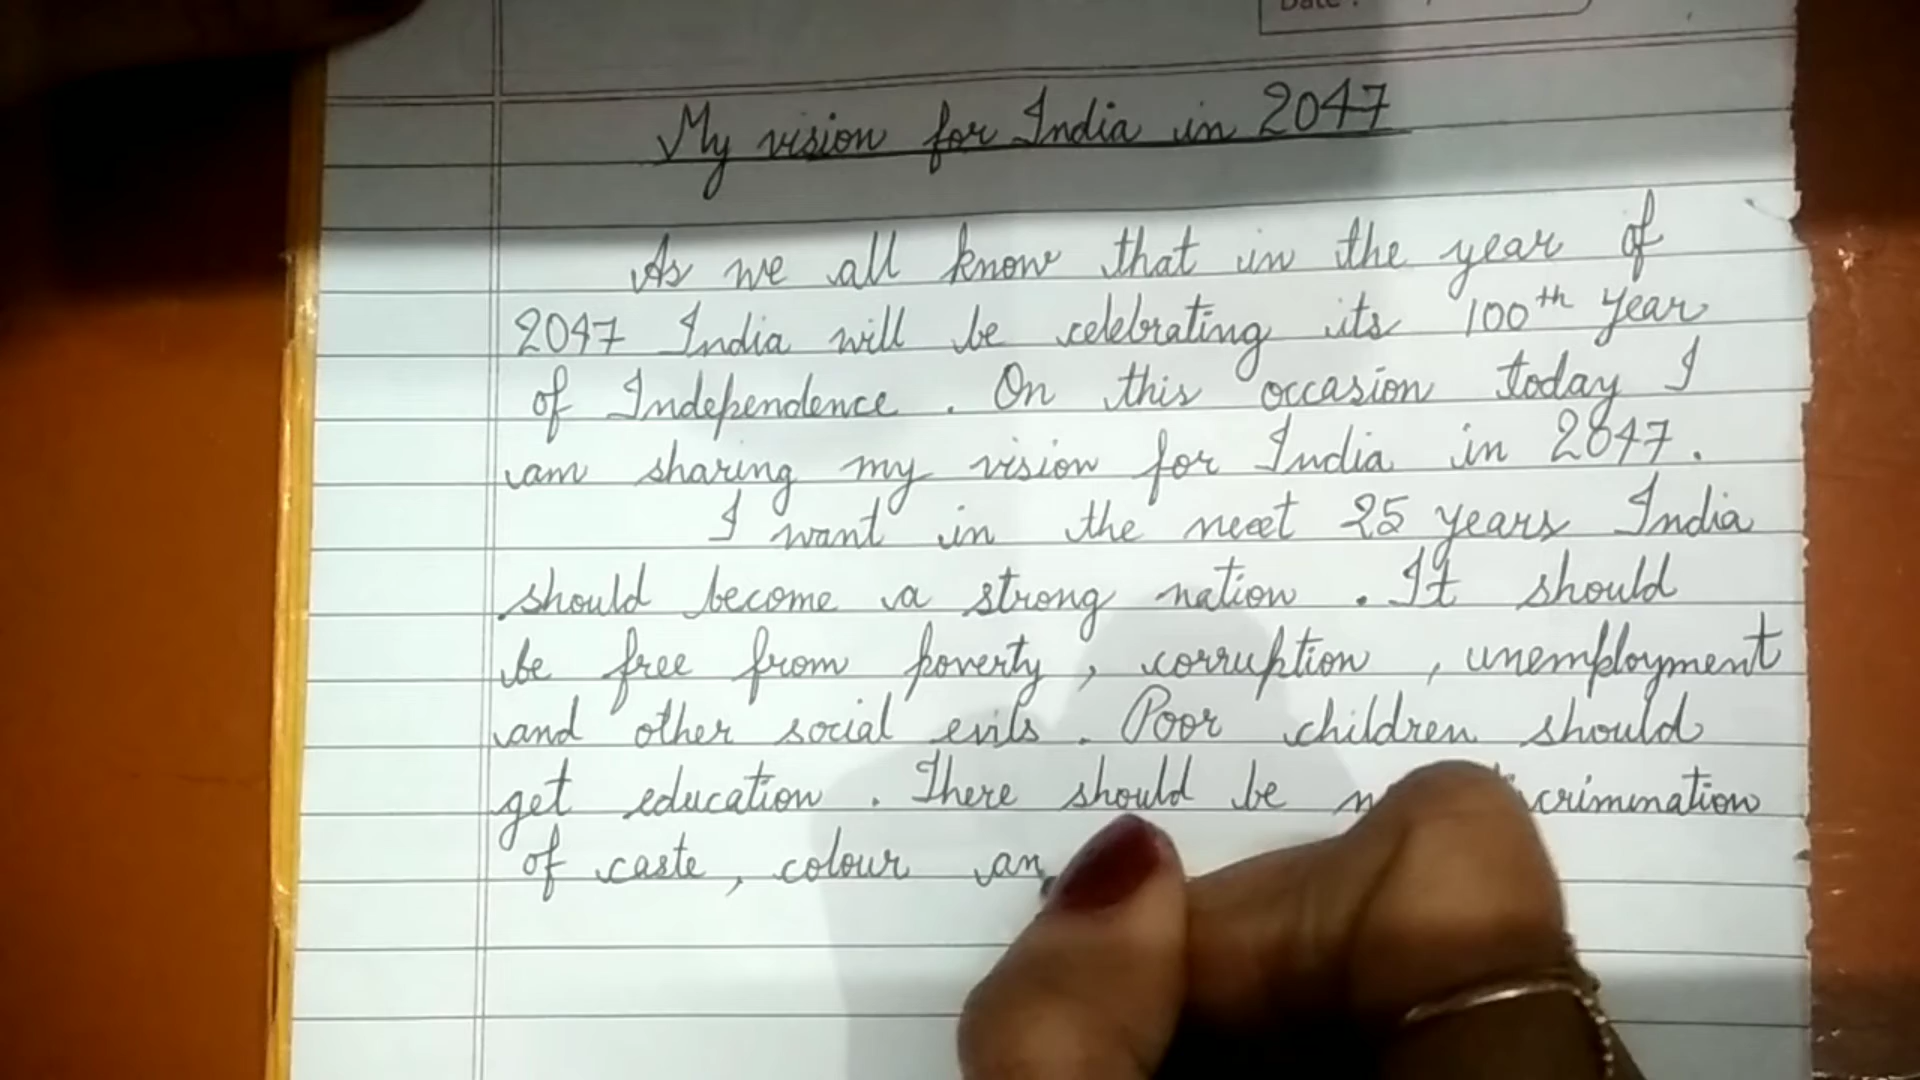 Date :
My vision for India in 2047
As we all know that in the year of
2047 India will be celebrating its 100th year
of Independence . On this occasion today I
am sharing my vision for India in 2047 .
I want in the next 25 years India
should become a strong nation . It should
be free from poverty , corruption , unemployment
and other social evils . Poor children should
get education . There should be crimination
of caste , colour an